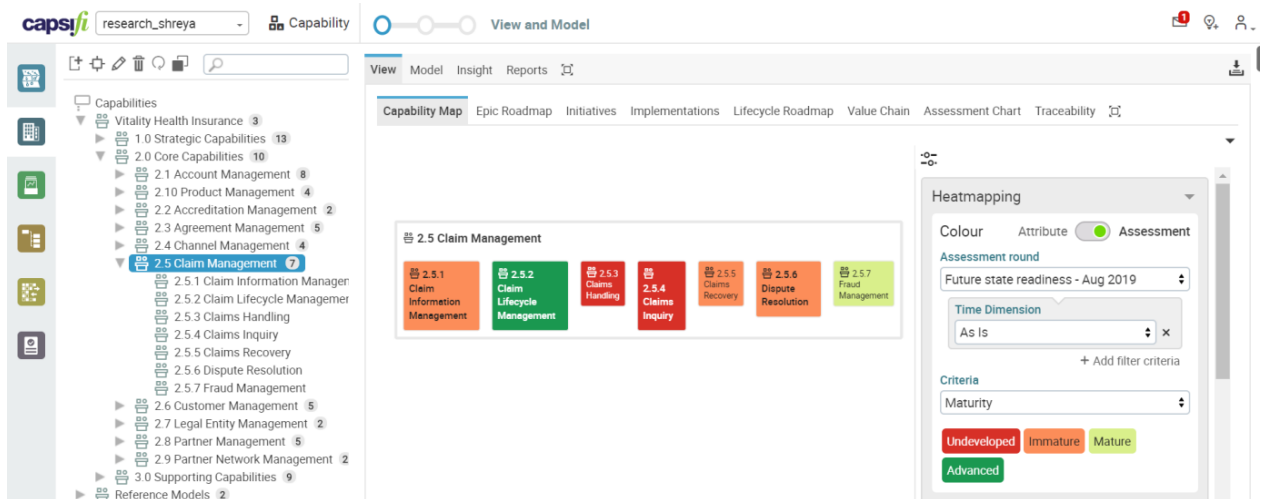 capsifi research_shreya Capability View and Model 1
View Model Insight Reports
Capabilities
Vitality Health Insurance 3
1.0 Strategic Capabilities 13
2.0 Core Capabilities 10
2.1 Account Management 8
2.10 Product Management 4
2.2 Accreditation Management 2
2.3 Agreement Management 5
2.4 Channel Management 4
2.5 Claim Management 7
2.5.1 Claim Information Managen
2.5.2 Claim Lifecycle Managemer
2.5.3 Claims Handling
2.5.4 Claims Inquiry
2.5.5 Claims Recovery
2.5.6 Dispute Resolution
2.5.7 Fraud Management
2.6 Customer Management 5
2.7 Legal Entity Management 2
2.8 Partner Management 5
2.9 Partner Network Management 2
3.0 Supporting Capabilities 9
Reference Models 2
Capability Map Epic Roadmap Initiatives Implementations Lifecycle Roadmap Value Chain Assessment Chart Traceability
2.5 Claim Management
2.5.1
Claim
Information
Management
2.5.2
Claim
Lifecycle
Management
2.5.3
Claims
Handling
2.5.4
Claims
Inquiry
2.5.5
Claims
Recovery
2.5.6
Dispute
Resolution
2.5.7
Fraud
Management
Heatmapping
Colour Attribute Assessment
Assessment round
Future state readiness - Aug 2019
Time Dimension
As Is ×
+ Add filter criteria
Criteria
Maturity
Undeveloped Immature Mature
Advanced